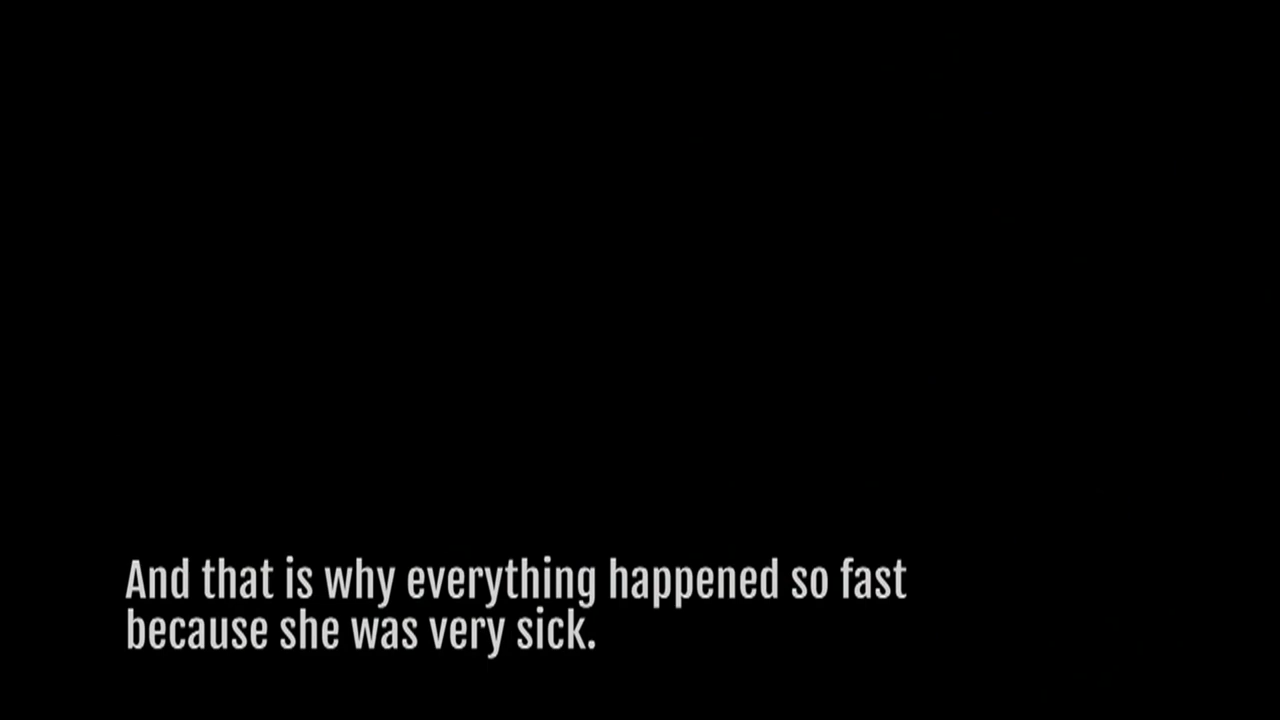 And that is why everything happened so fast
because she was very sick.